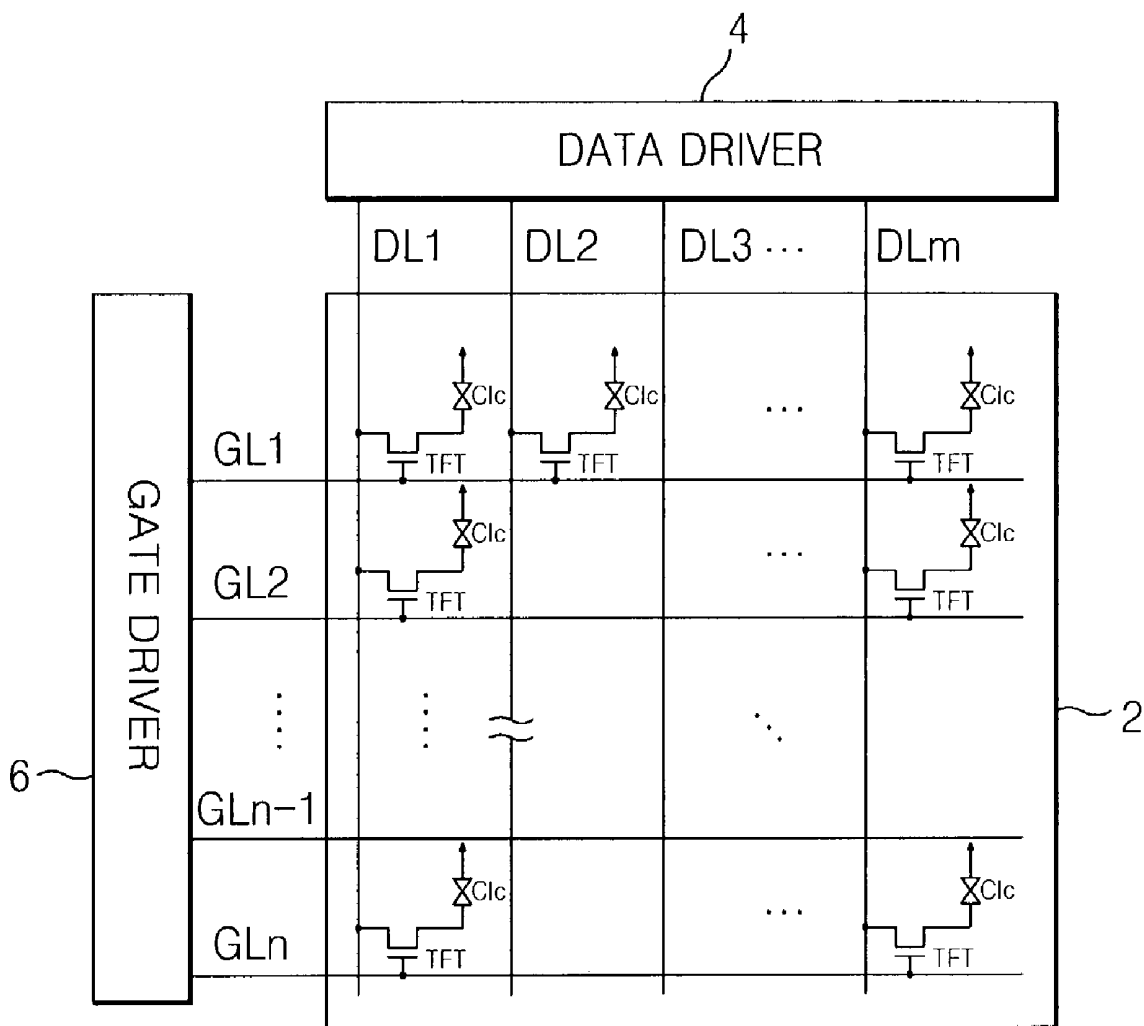 4
DATA DRIVER
DL1 DL2 DL3 ··· DLm
Clc Clc ··· Clc
GL1 TFT TFT TFT
Clc ··· Clc
GL2 TFT TFT
GATE DRIVER
2
6
GLn-1
Clc ··· Clc
GLn TFT TFT